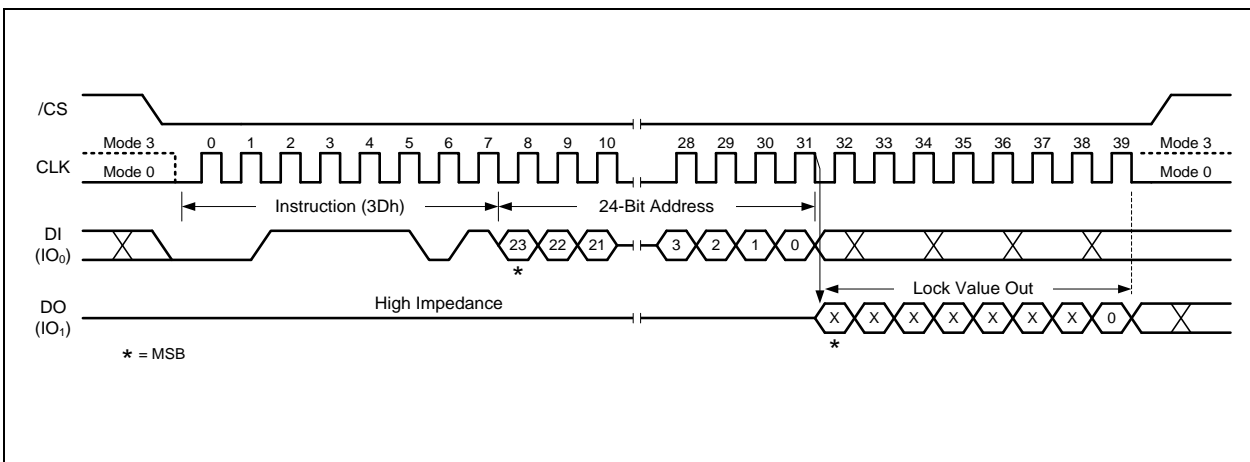 /CS
Mode 3 0 1 2 3 4 5 6 7 8 9 10 28 29 30 31 32 33 34 35 36 37 38 39 Mode 3
CLK
Mode 0 Mode 0
Instruction (3Dh) 24-Bit Address
DI
(IO₀)
23 22 21 3 2 1 0
*
Lock Value Out
High Impedance
DO
(IO₁)
X X X X X X X 0
*
* = MSB